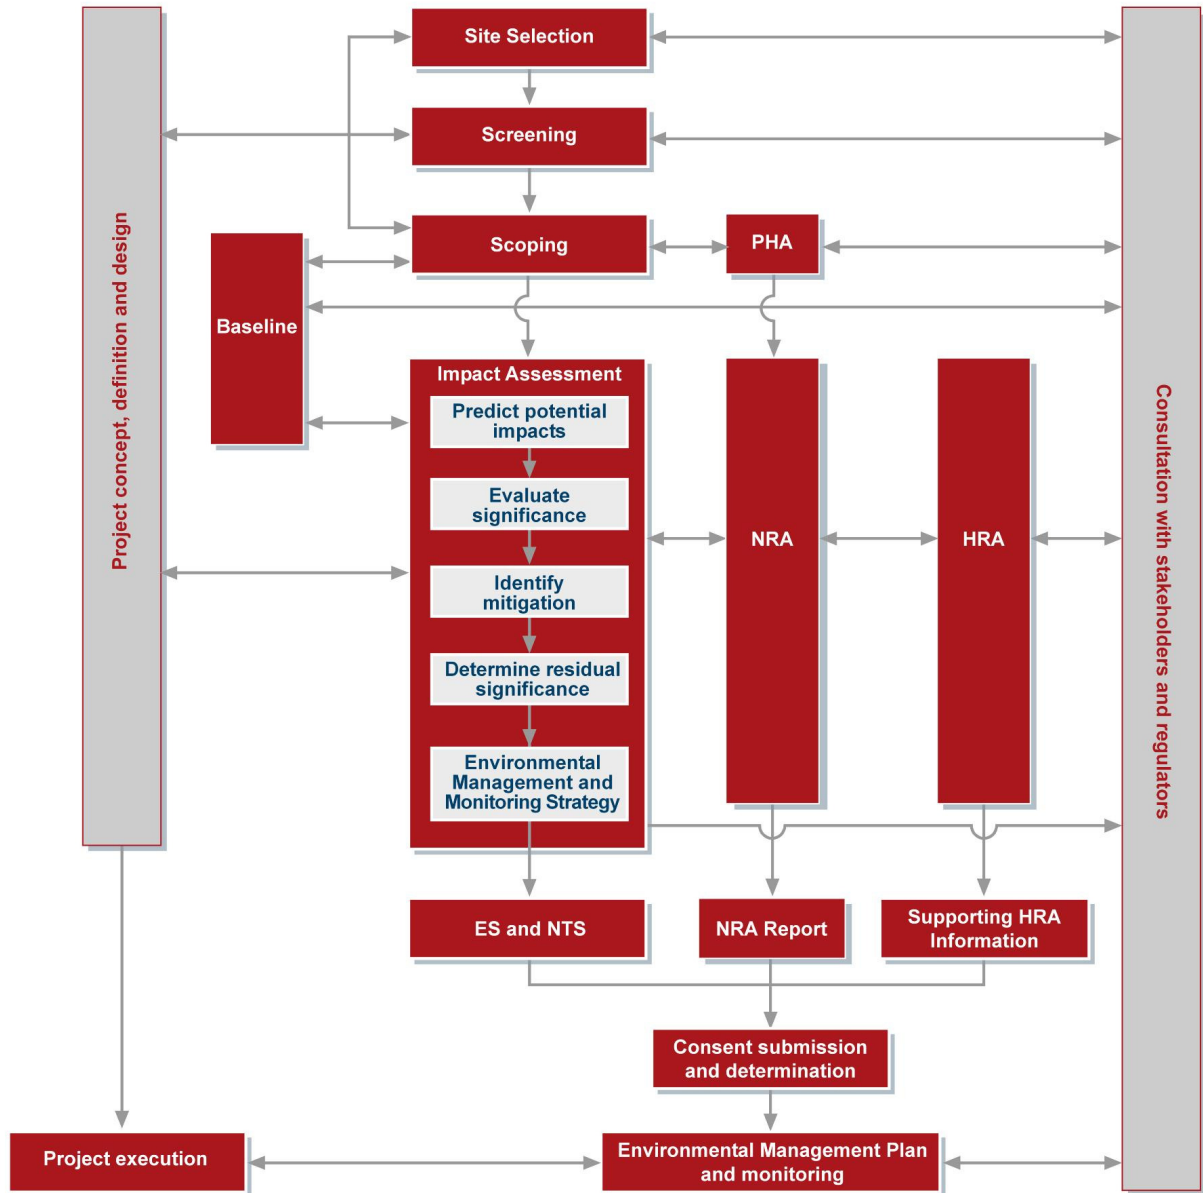 Site Selection
Screening
Scoping
PHA
Project concept, definition and design
Baseline
Impact Assessment
Predict potential
impacts
Evaluate
significance
Identify
mitigation
Determine residual
significance
Environmental
Management and
Monitoring Strategy
NRA
HRA
Consultation with stakeholders and regulators
ES and NTS
NRA Report
Supporting HRA
Information
Consent submission
and determination
Project execution
Environmental Management Plan
and monitoring